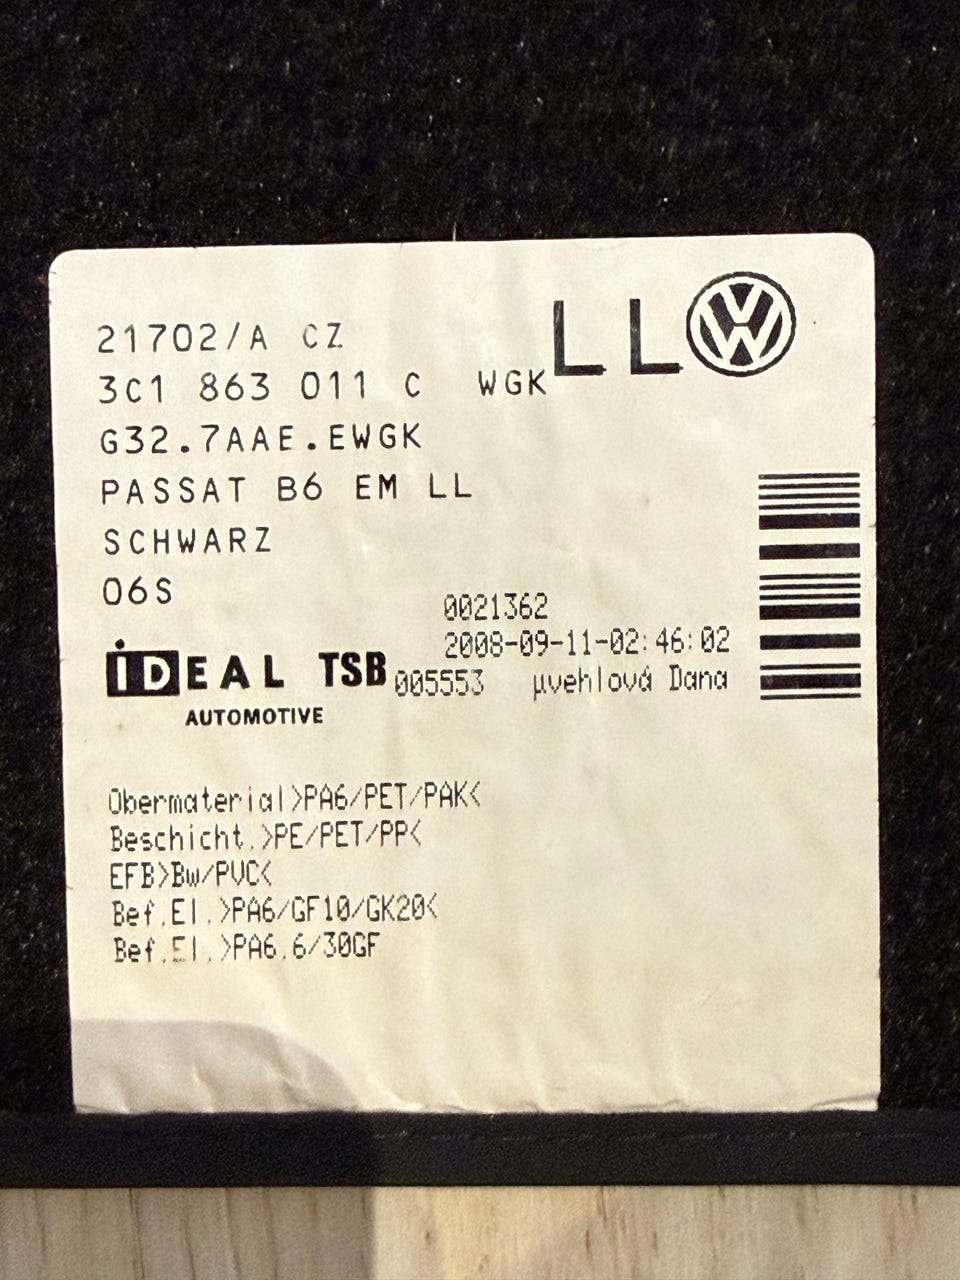 21702/A CZ
LL
3C1 863 011 C WGK
G32.7AAE.EWGK
PASSAT B6 EM LL
SCHWARZ
06S
0021362
2008-09-11-02:46:02
iDEAL TSB
005553 µvehlová Dana
AUTOMOTIVE
Obermaterial>PA6/PET/PAK<
Beschicht.>PE/PET/PP<
EFB>Bw/PVC<
Bef.El.>PA6/GF10/GK20<
Bef.El.>PA6.6/30GF